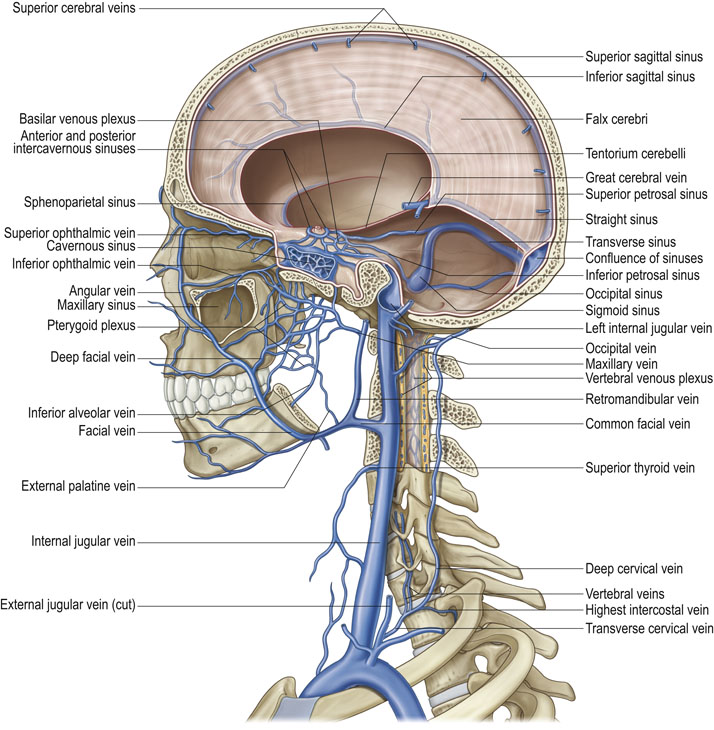 Superior cerebral veins
Basilar venous plexus
Anterior and posterior
intercavernous sinuses
Sphenoparietal sinus
Superior ophthalmic vein
Cavernous sinus
Inferior ophthalmic vein
Angular vein
Maxillary sinus
Pterygoid plexus
Deep facial vein
Inferior alveolar vein
Facial vein
External palatine vein
Internal jugular vein
External jugular vein (cut)
Superior sagittal sinus
Inferior sagittal sinus
Falx cerebri
Tentorium cerebelli
Great cerebral vein
Superior petrosal sinus
Straight sinus
Transverse sinus
Confluence of sinuses
Inferior petrosal sinus
Occipital sinus
Sigmoid sinus
Left internal jugular vein
Occipital vein
Maxillary vein
Vertebral venous plexus
Retromandibular vein
Common facial vein
Superior thyroid vein
Deep cervical vein
Vertebral veins
Highest intercostal vein
Transverse cervical vein